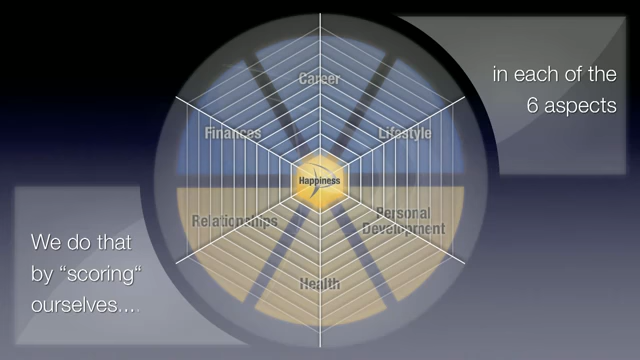 in each of the
6 aspects
Career
Finances
Lifestyle
Happiness
Relationships
Personal
Development
Health
We do that
by “scoring“
ourselves....